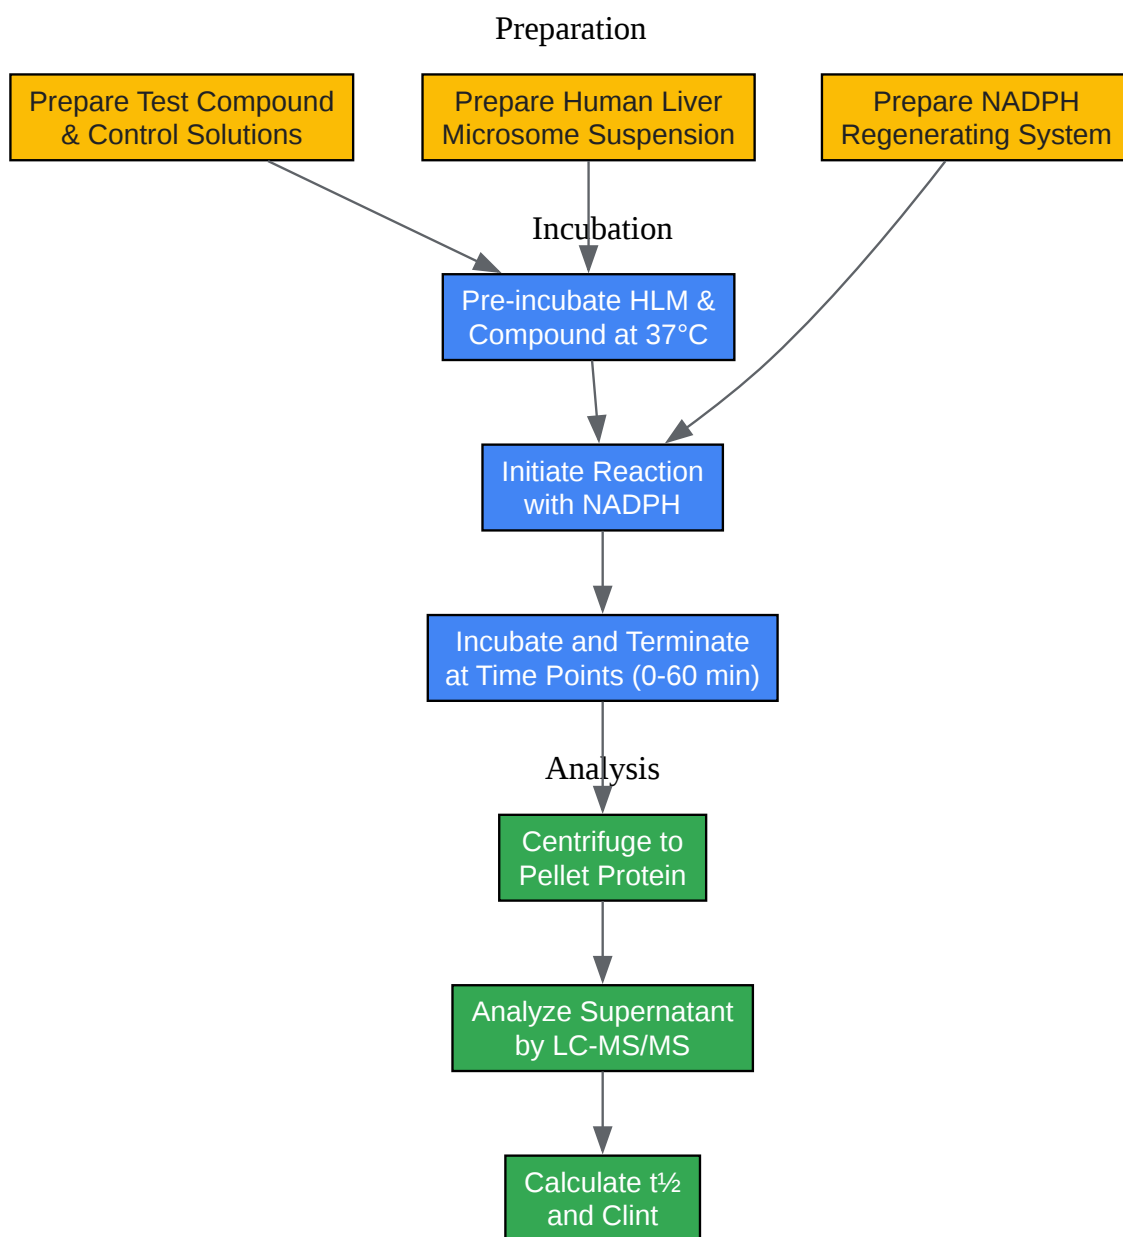 Preparation
Prepare Test Compound
& Control Solutions
Prepare Human Liver
Microsome Suspension
Prepare NADPH
Regenerating System
Incubation
Pre-incubate HLM &
Compound at 37°C
Initiate Reaction
with NADPH
Incubate and Terminate
at Time Points (0-60 min)
Analysis
Centrifuge to
Pellet Protein
Analyze Supernatant
by LC-MS/MS
Calculate t½
and Clint